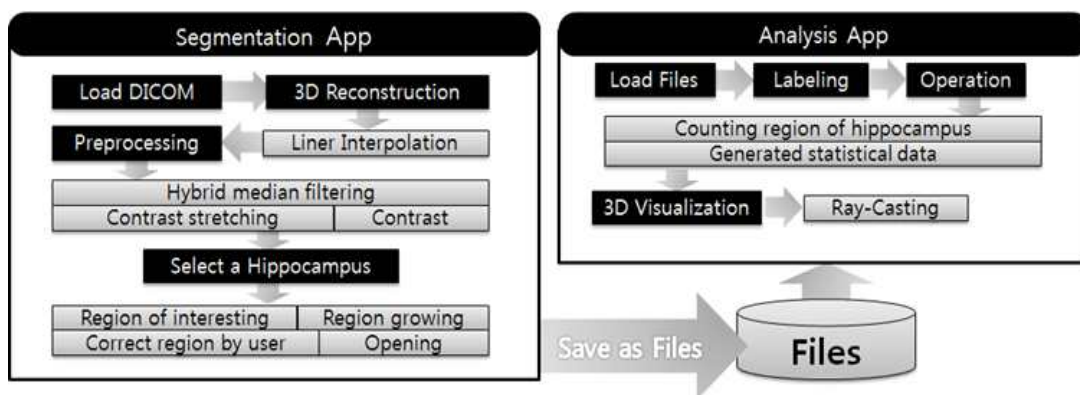 Segmentation App
Load DICOM
3D Reconstruction
Preprocessing
Liner Interpolation
Hybrid median filtering
Contrast stretching
Contrast
Select a Hippocampus
Region of interesting
Region growing
Correct region by user
Opening
Save as Files
Files
Analysis App
Load Files
Labeling
Operation
Counting region of hippocampus
Generated statistical data
3D Visualization
Ray-Casting